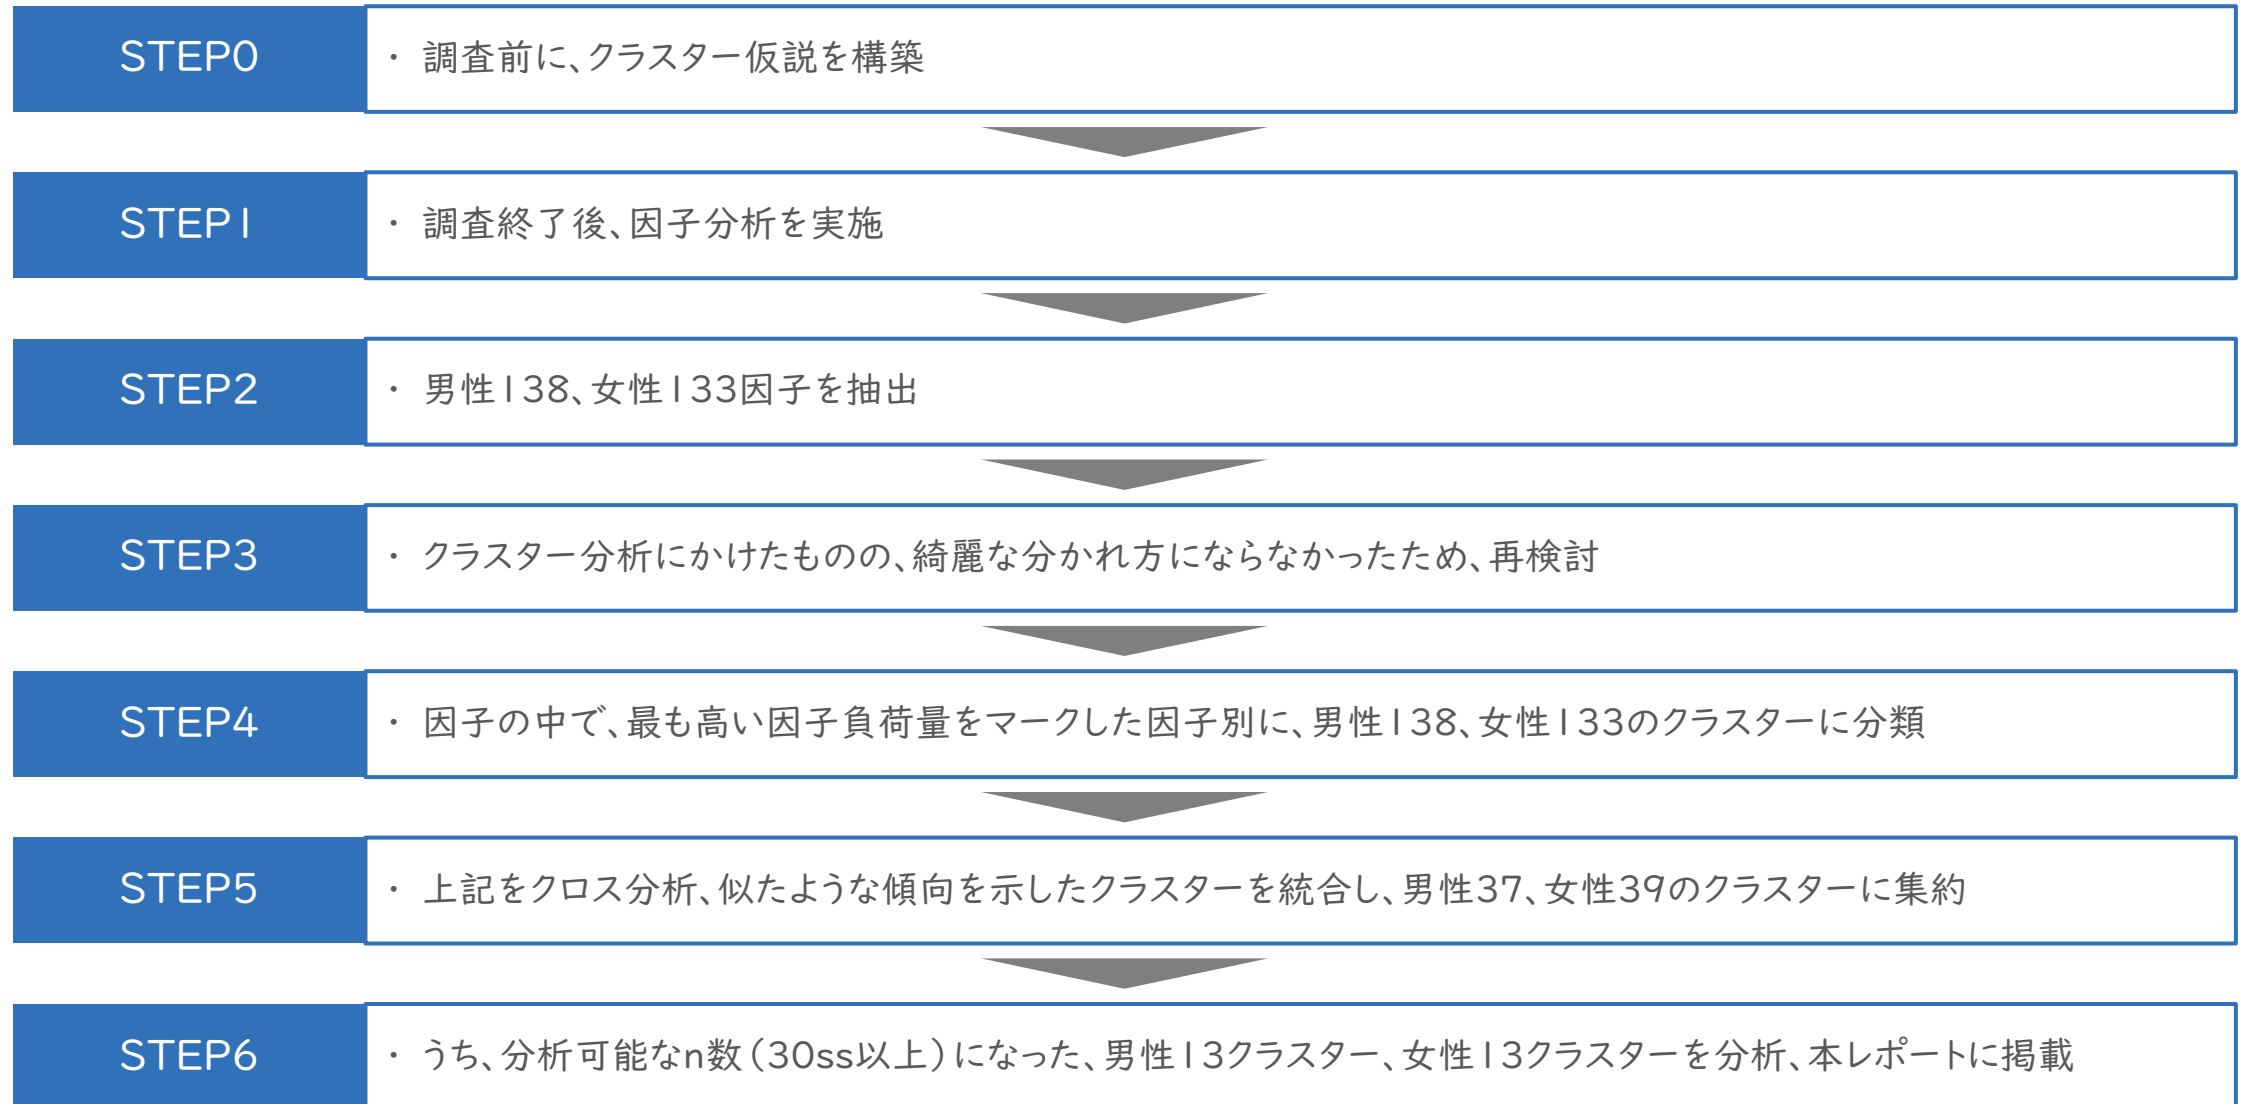 STEP0
・ 調査前に、クラスター仮説を構築
STEP1
・ 調査終了後、因子分析を実施
STEP2
・ 男性138、女性133因子を抽出
STEP3
・ クラスター分析にかけたものの、綺麗な分かれ方にならなかったため、再検討
STEP4
・ 因子の中で、最も高い因子負荷量をマークした因子別に、男性138、女性133のクラスターに分類
STEP5
・ 上記をクロス分析、似たような傾向を示したクラスターを統合し、男性37、女性39のクラスターに集約
STEP6
・ うち、分析可能なn数（30ss以上）になった、男性13クラスター、女性13クラスターを分析、本レポートに掲載